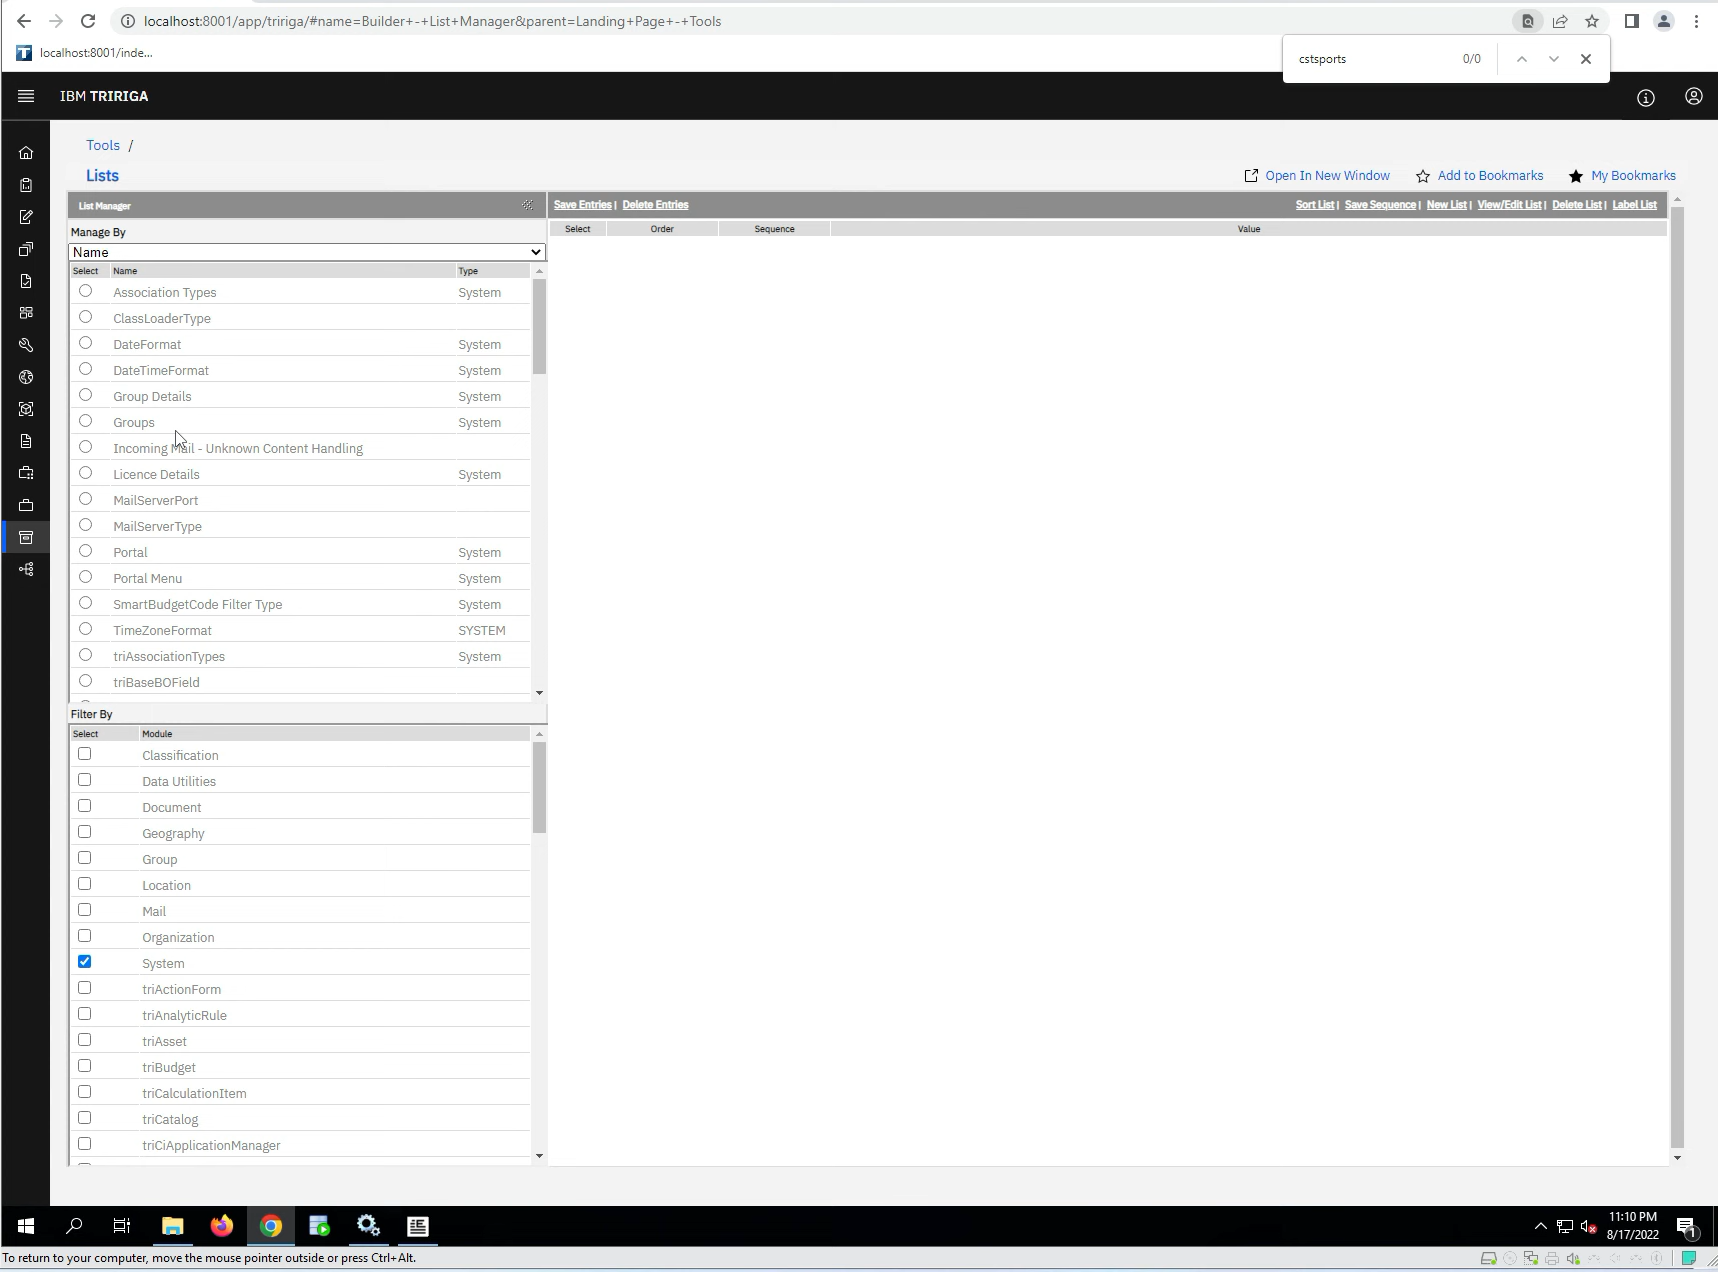 localhost:8001/app/tririga/#name=Builder+-+List+Manager&parent=Landing+Page+-+Tools
localhost:8001/inde...
cstsports 0/0
IBM TRIRIGA
Tools /
Lists
Open In New Window Add to Bookmarks My Bookmarks
List Manager
Save Entries | Delete Entries
Sort List | Save Sequence | New List | View/Edit List | Delete List | Label List
Manage By
Name
Select Order Sequence Value
Select Name Type
Association Types System
ClassLoaderType
DateFormat System
DateTimeFormat System
Group Details System
Groups System
Incoming Mail - Unknown Content Handling
Licence Details System
MailServerPort
MailServerType
Portal System
Portal Menu System
SmartBudgetCode Filter Type System
TimeZoneFormat SYSTEM
triAssociationTypes System
triBaseBOField
Filter By
Select Module
Classification
Data Utilities
Document
Geography
Group
Location
Mail
Organization
System
triActionForm
triAnalyticRule
triAsset
triBudget
triCalculationItem
triCatalog
triCiApplicationManager
11:10 PM
8/17/2022
1
To return to your computer, move the mouse pointer outside or press Ctrl+Alt.